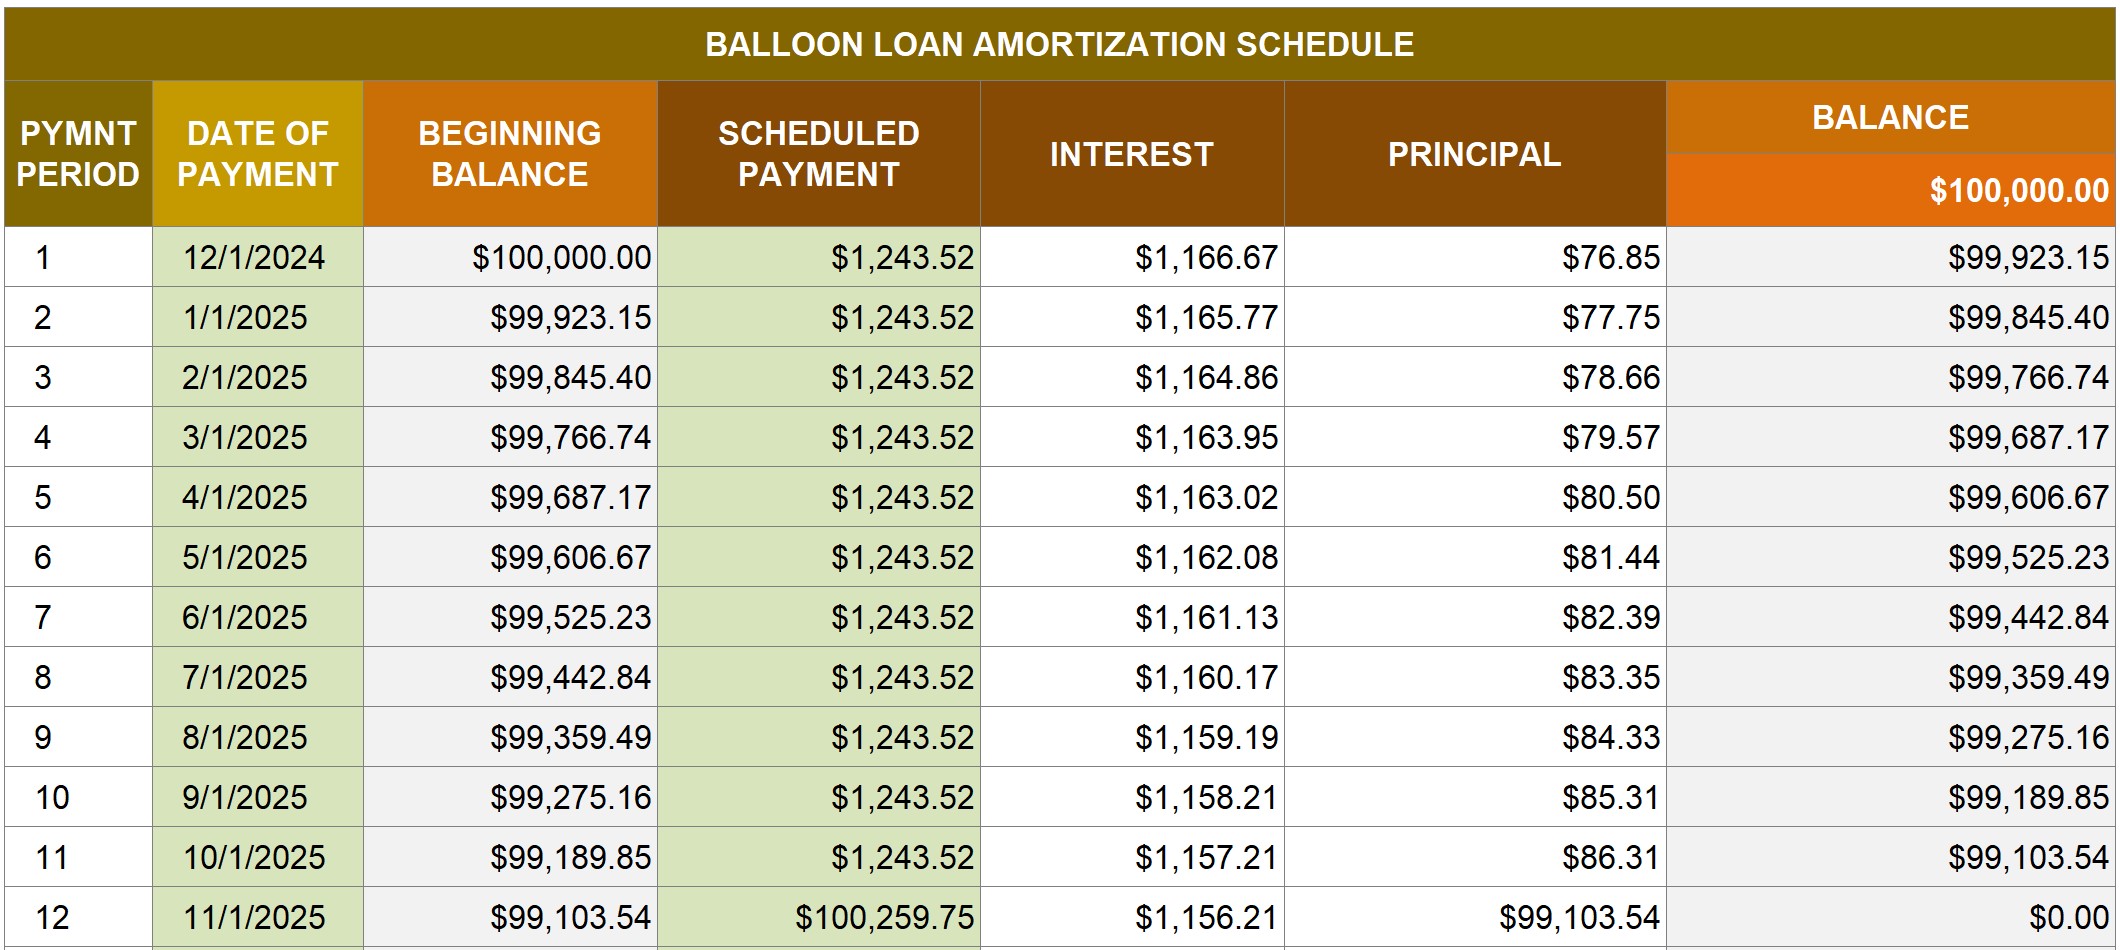 BALLOON LOAN AMORTIZATION SCHEDULE
PYMNT PERIOD DATE OF PAYMENT BEGINNING BALANCE SCHEDULED PAYMENT INTEREST PRINCIPAL BALANCE
$100,000.00
1 12/1/2024 $100,000.00 $1,243.52 $1,166.67 $76.85 $99,923.15
2 1/1/2025 $99,923.15 $1,243.52 $1,165.77 $77.75 $99,845.40
3 2/1/2025 $99,845.40 $1,243.52 $1,164.86 $78.66 $99,766.74
4 3/1/2025 $99,766.74 $1,243.52 $1,163.95 $79.57 $99,687.17
5 4/1/2025 $99,687.17 $1,243.52 $1,163.02 $80.50 $99,606.67
6 5/1/2025 $99,606.67 $1,243.52 $1,162.08 $81.44 $99,525.23
7 6/1/2025 $99,525.23 $1,243.52 $1,161.13 $82.39 $99,442.84
8 7/1/2025 $99,442.84 $1,243.52 $1,160.17 $83.35 $99,359.49
9 8/1/2025 $99,359.49 $1,243.52 $1,159.19 $84.33 $99,275.16
10 9/1/2025 $99,275.16 $1,243.52 $1,158.21 $85.31 $99,189.85
11 10/1/2025 $99,189.85 $1,243.52 $1,157.21 $86.31 $99,103.54
12 11/1/2025 $99,103.54 $100,259.75 $1,156.21 $99,103.54 $0.00